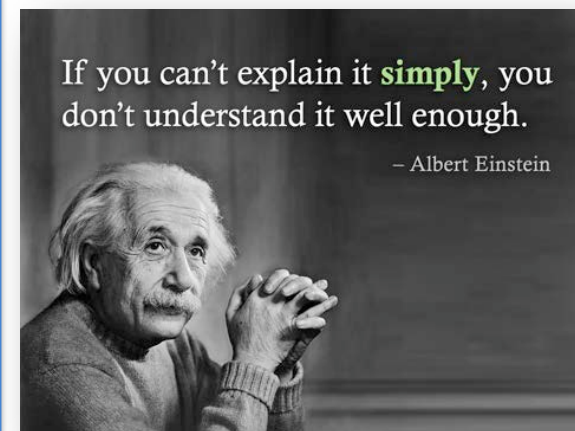 If you can’t explain it simply, you
don’t understand it well enough.
– Albert Einstein